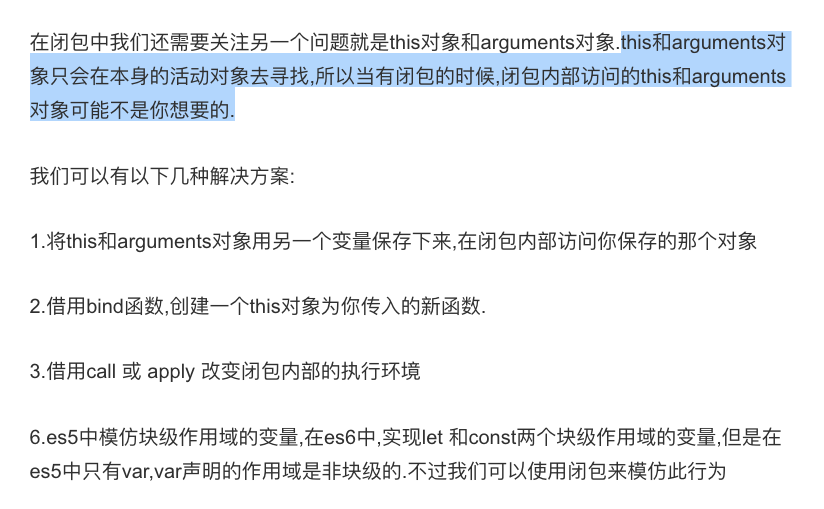 在闭包中我们还需要关注另一个问题就是this对象和arguments对象.this和arguments对
象只会在本身的活动对象去寻找,所以当有闭包的时候,闭包内部访问的this和arguments
对象可能不是你想要的.
我们可以有以下几种解决方案:
1.将this和arguments对象用另一个变量保存下来,在闭包内部访问你保存的那个对象
2.借用bind函数,创建一个this对象为你传入的新函数.
3.借用call 或 apply 改变闭包内部的执行环境
6.es5中模仿块级作用域的变量,在es6中,实现let 和const两个块级作用域的变量,但是在
es5中只有var,var声明的作用域是非块级的.不过我们可以使用闭包来模仿此行为